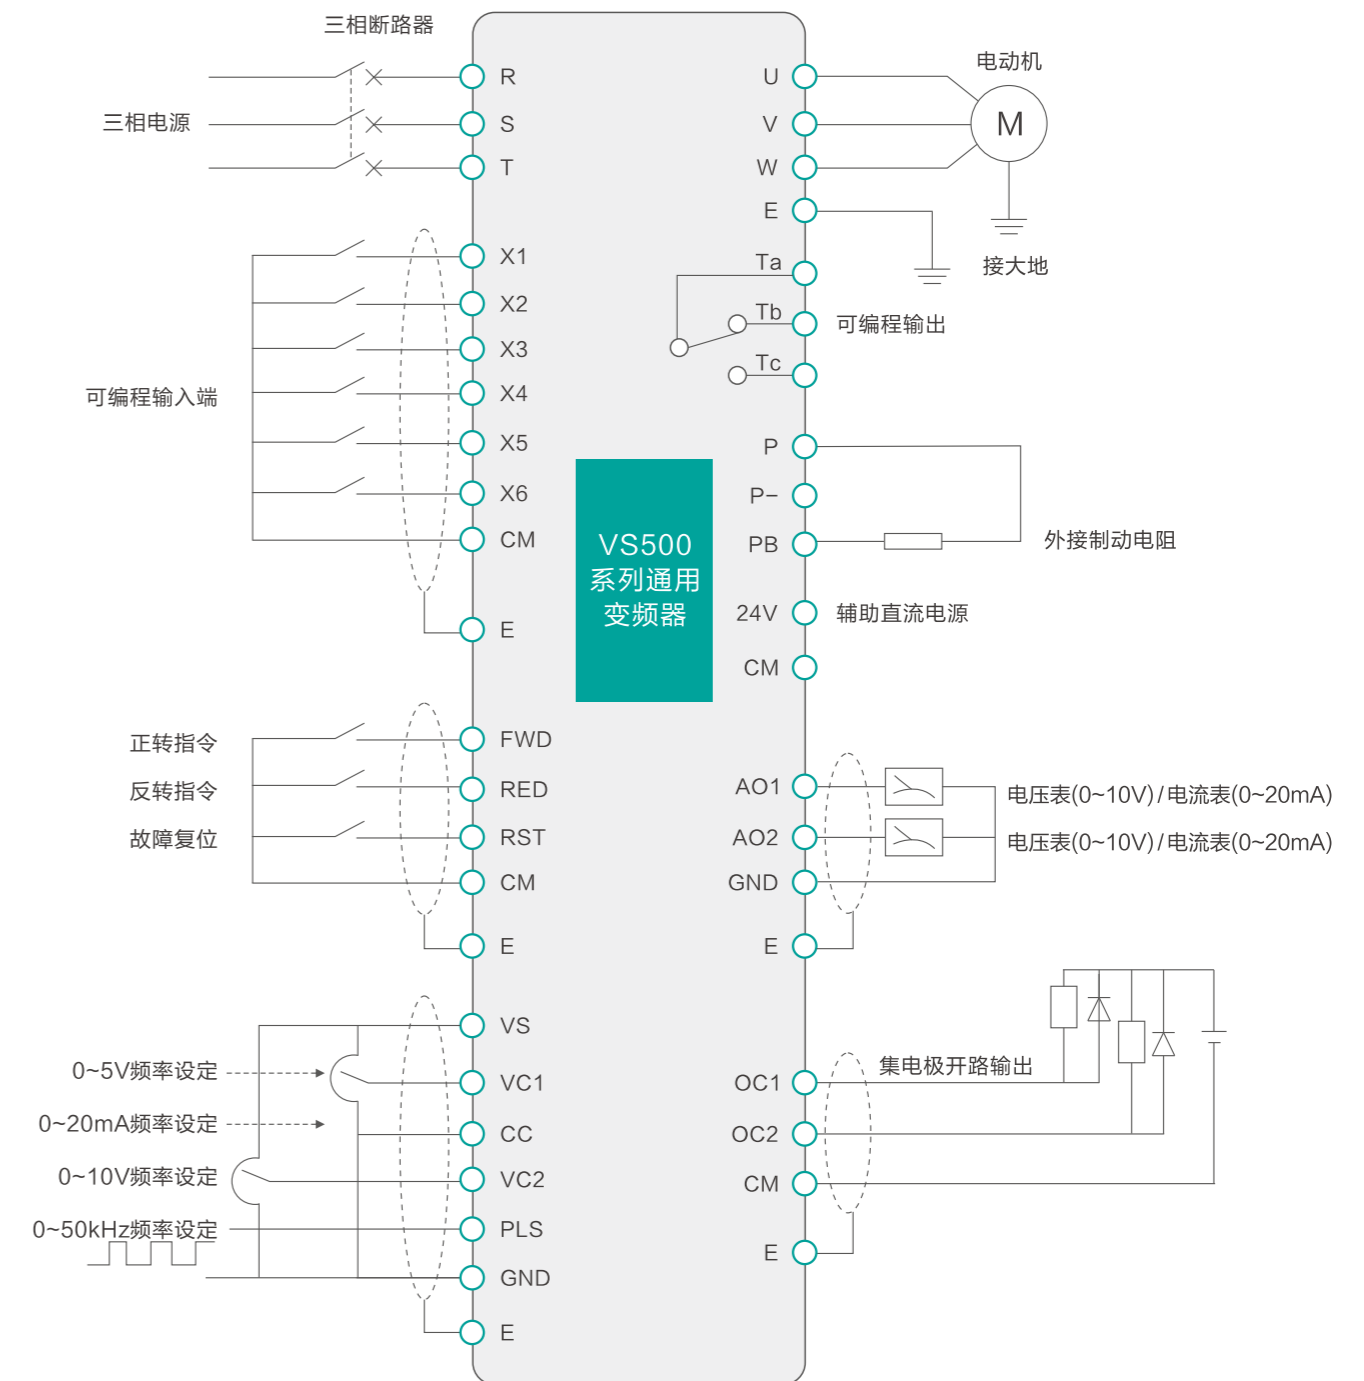 三相断路器
三相电源
R
S
T
可编程输入端
X1
X2
X3
X4
X5
X6
CM
E
正转指令
反转指令
故障复位
FWD
RED
RST
CM
E
0~5V频率设定
0~20mA频率设定
0~10V频率设定
0~50kHz频率设定
VS
VC1
CC
VC2
PLS
GND
E
VS500
系列通用
变频器
U
V
W
E
电动机
M
接大地
Ta
Tb
Tc
可编程输出
P
P−
PB
外接制动电阻
24V
辅助直流电源
CM
AO1
电压表(0~10V)/电流表(0~20mA)
AO2
电压表(0~10V)/电流表(0~20mA)
GND
E
集电极开路输出
OC1
OC2
CM
E